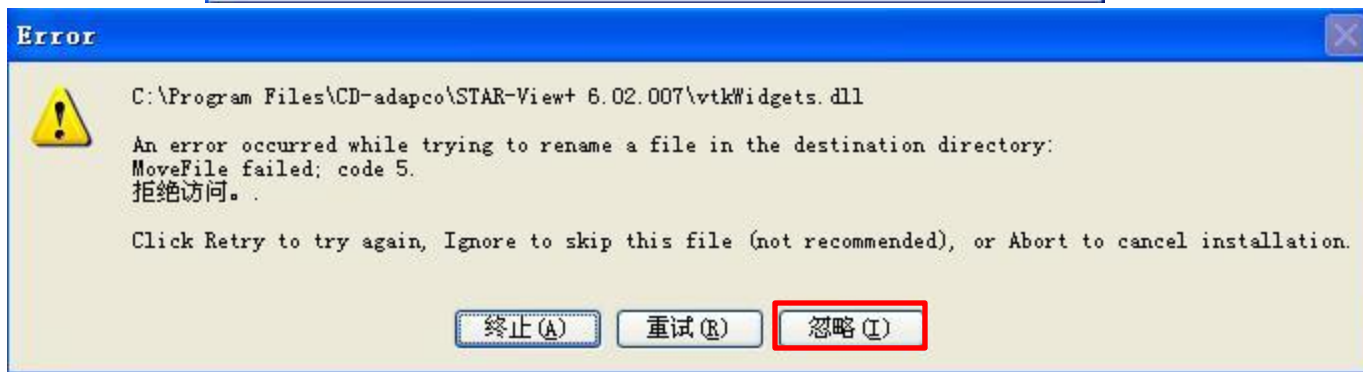 Error
C:\Program Files\CD-adapco\STAR-View+ 6.02.007\vtkWidgets.dll
An error occurred while trying to rename a file in the destination directory:
MoveFile failed; code 5.
拒绝访问。.
Click Retry to try again, Ignore to skip this file (not recommended), or Abort to cancel installation.
终止(A) 重试(R) 忽略(I)